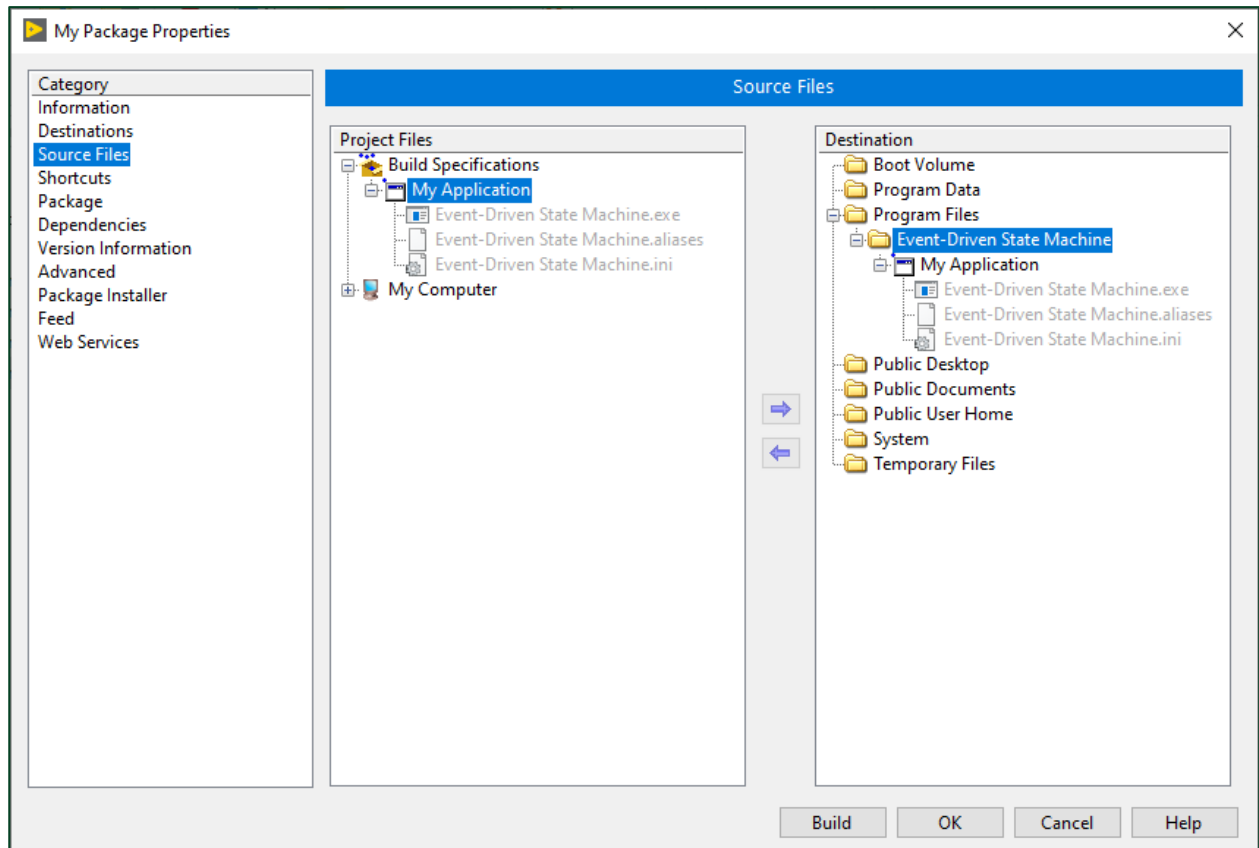 My Package Properties
Category
Information
Destinations
Source Files
Shortcuts
Package
Dependencies
Version Information
Advanced
Package Installer
Feed
Web Services
Source Files
Project Files
Build Specifications
My Application
Event-Driven State Machine.exe
Event-Driven State Machine.aliases
Event-Driven State Machine.ini
My Computer
Destination
Boot Volume
Program Data
Program Files
Event-Driven State Machine
My Application
Event-Driven State Machine.exe
Event-Driven State Machine.aliases
Event-Driven State Machine.ini
Public Desktop
Public Documents
Public User Home
System
Temporary Files
Build
OK
Cancel
Help